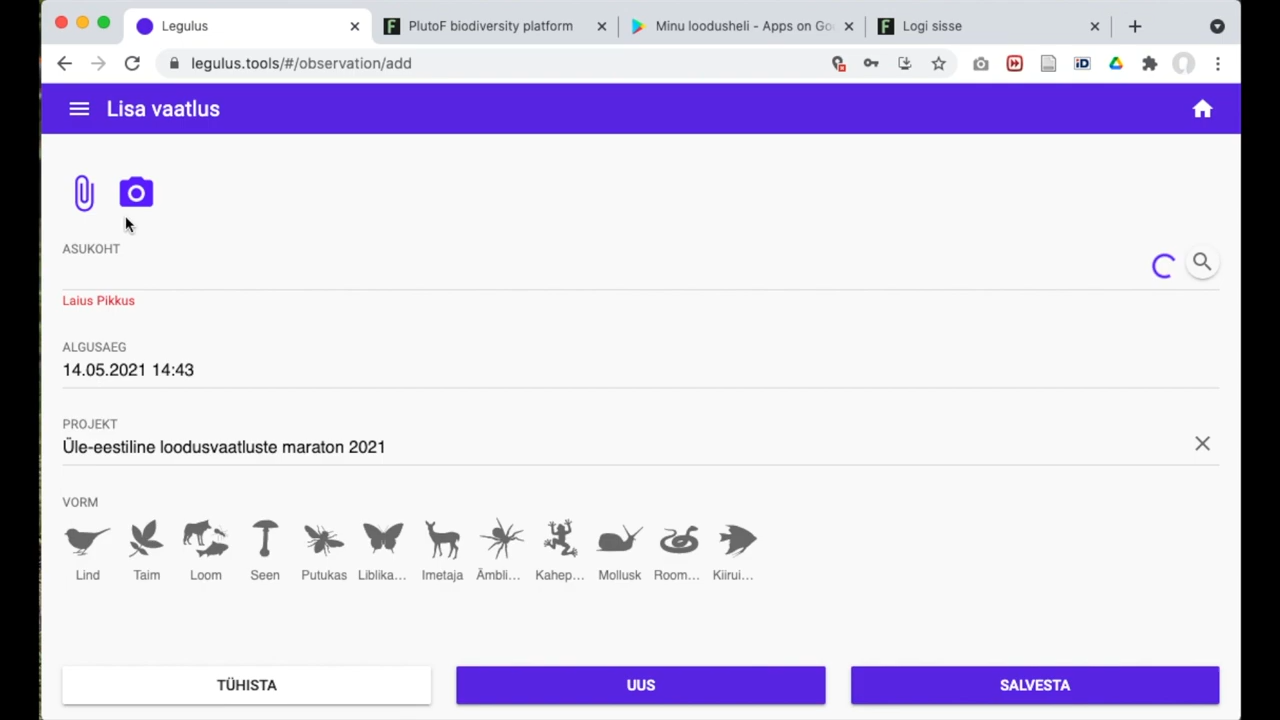 Legulus
PlutoF biodiversity platform
Minu loodusheli - Apps on Go
Logi sisse
legulus.tools/#/observation/add
iD
Lisa vaatlus
ASUKOHT
Laius Pikkus
ALGUSAEG
14.05.2021 14:43
PROJEKT
Üle-eestiline loodusvaatluste maraton 2021
VORM
Lind Taim Loom Seen Putukas Liblika... Imetaja Ämbli... Kahep... Mollusk Room... Kiirui...
TÜHISTA UUS SALVESTA